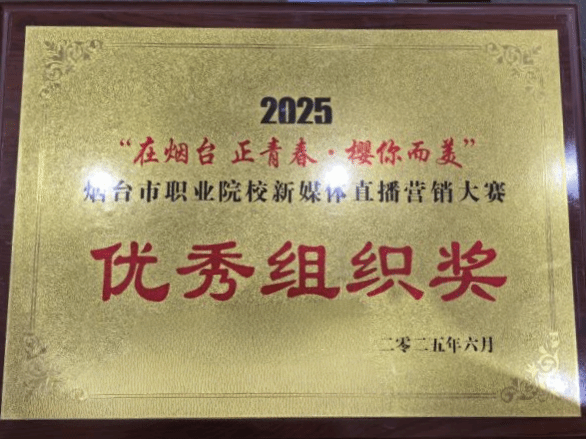 2025
“在烟台 正青春·樱你而美”
烟台市职业院校新媒体直播营销大赛
优秀组织奖
二零二五年六月